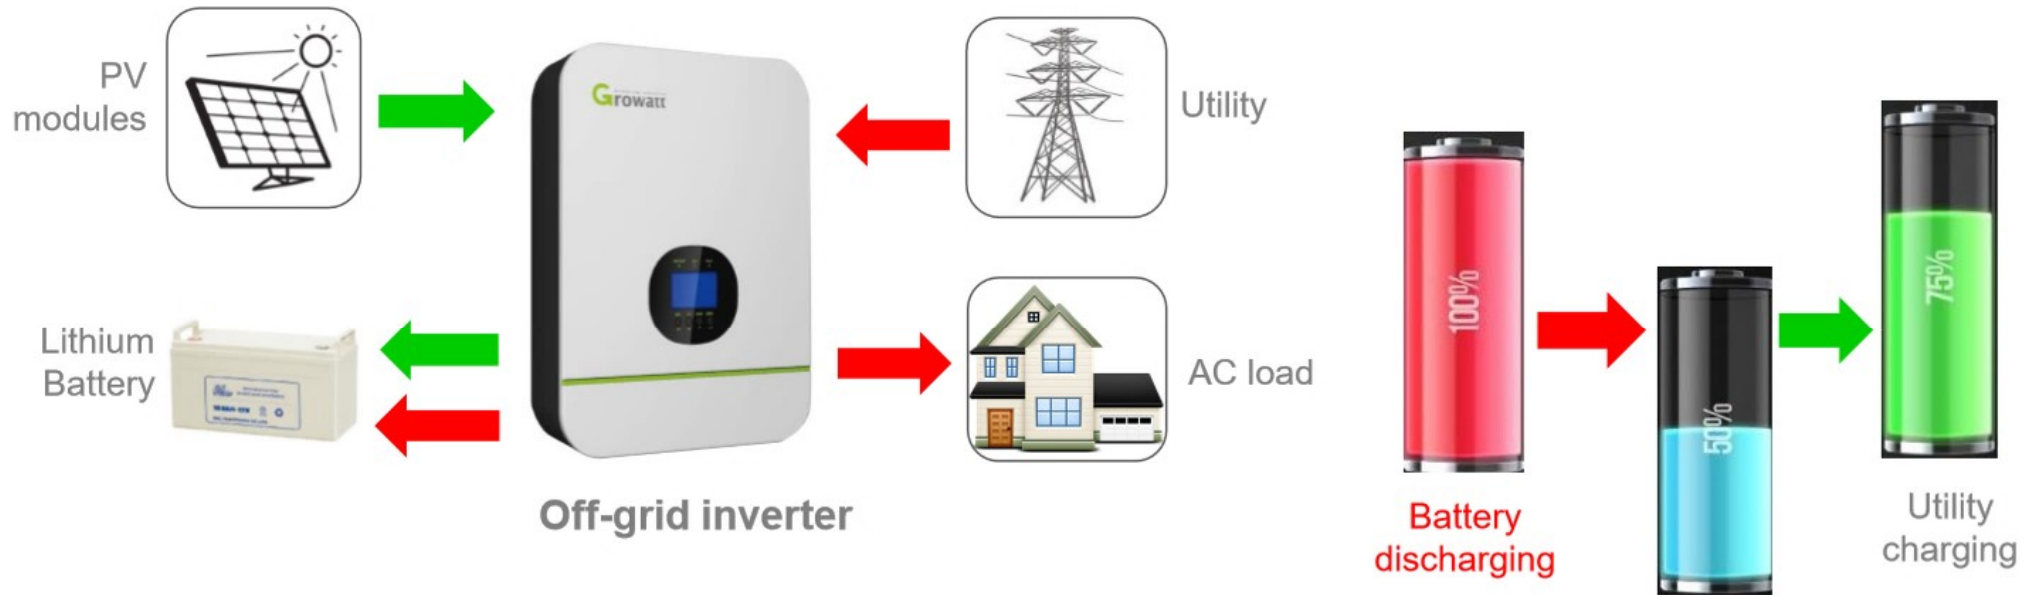 PV
modules
Growatt
Utility
Lithium
Battery
AC load
Off-grid inverter
100%
50%
75%
Battery
discharging
Utility
charging